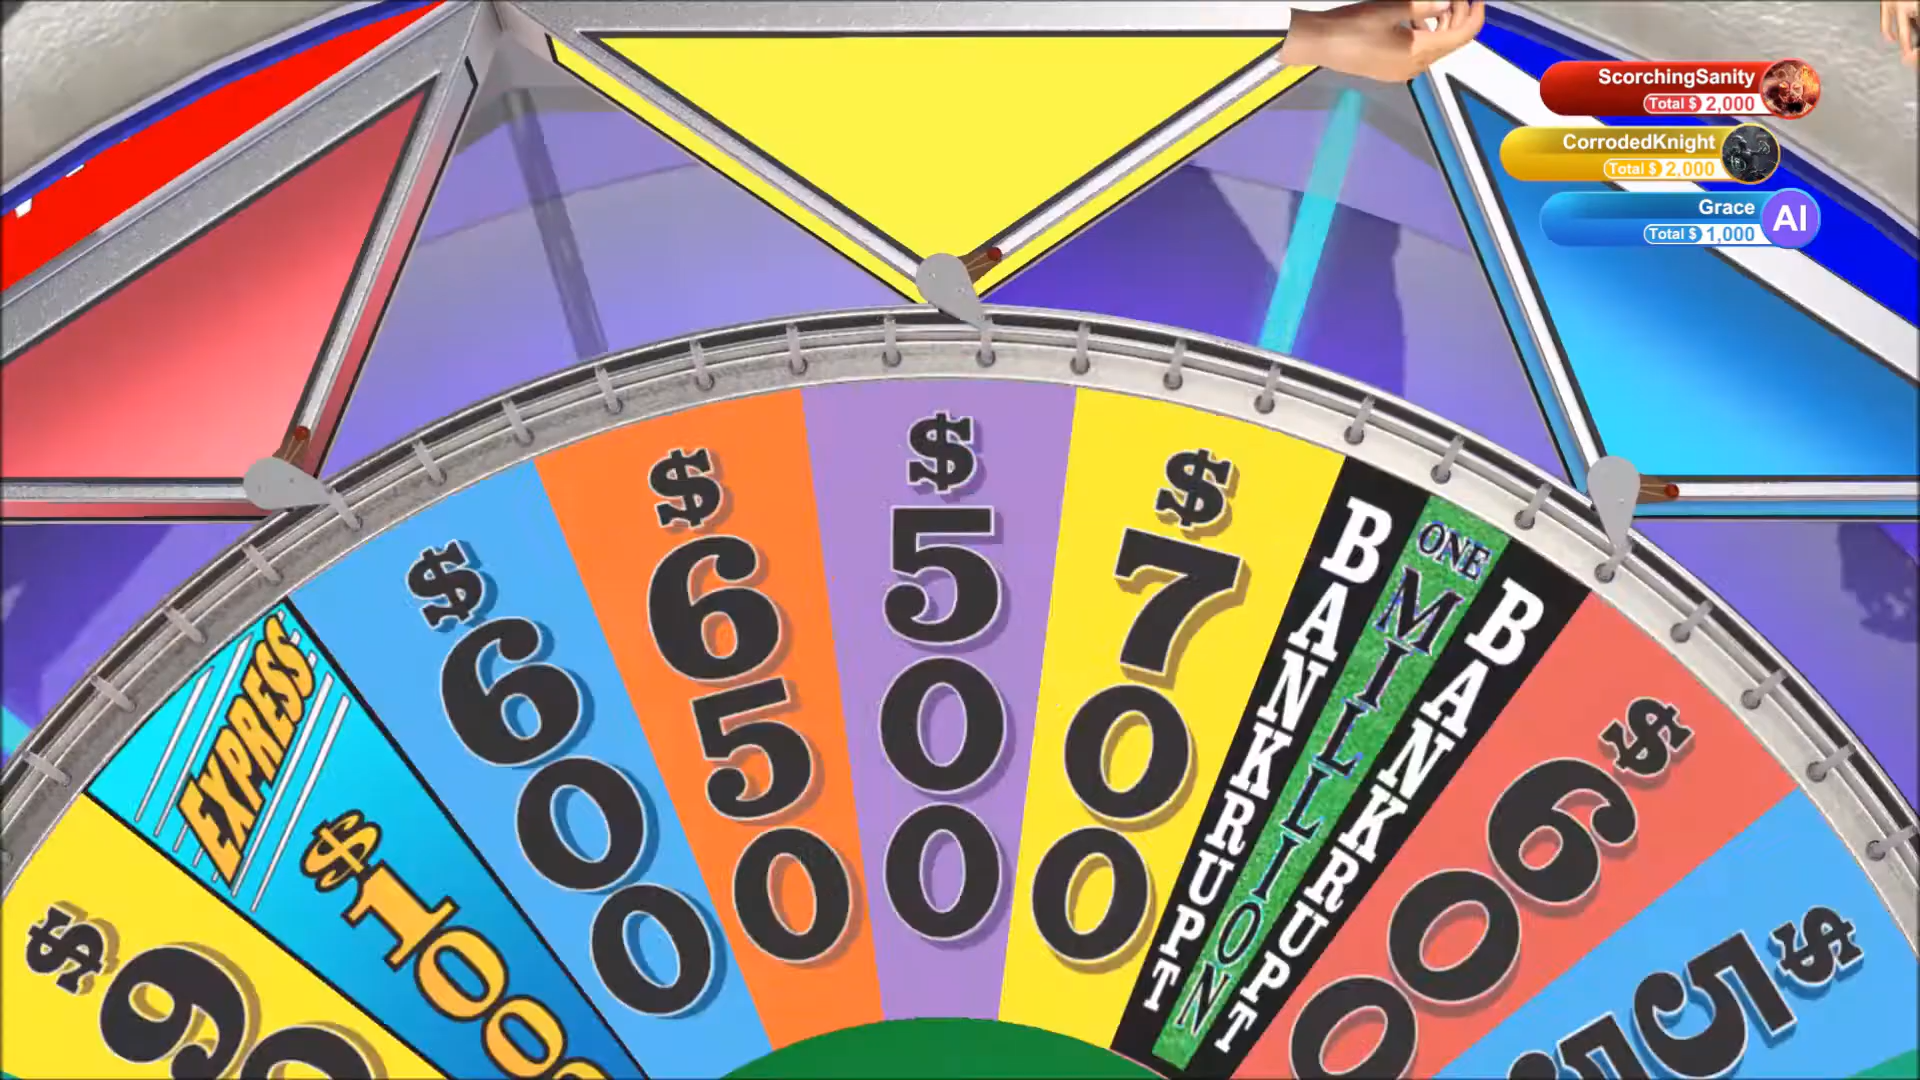 ScorchingSanity
Total $ 2,000
CorrodedKnight
Total $ 2,000
Grace
AI
Total $ 1,000
EXPRESS
$1000
$600
$650
$500
$700
BANKRUPT
ONE MILLION
BANKRUPT
$900